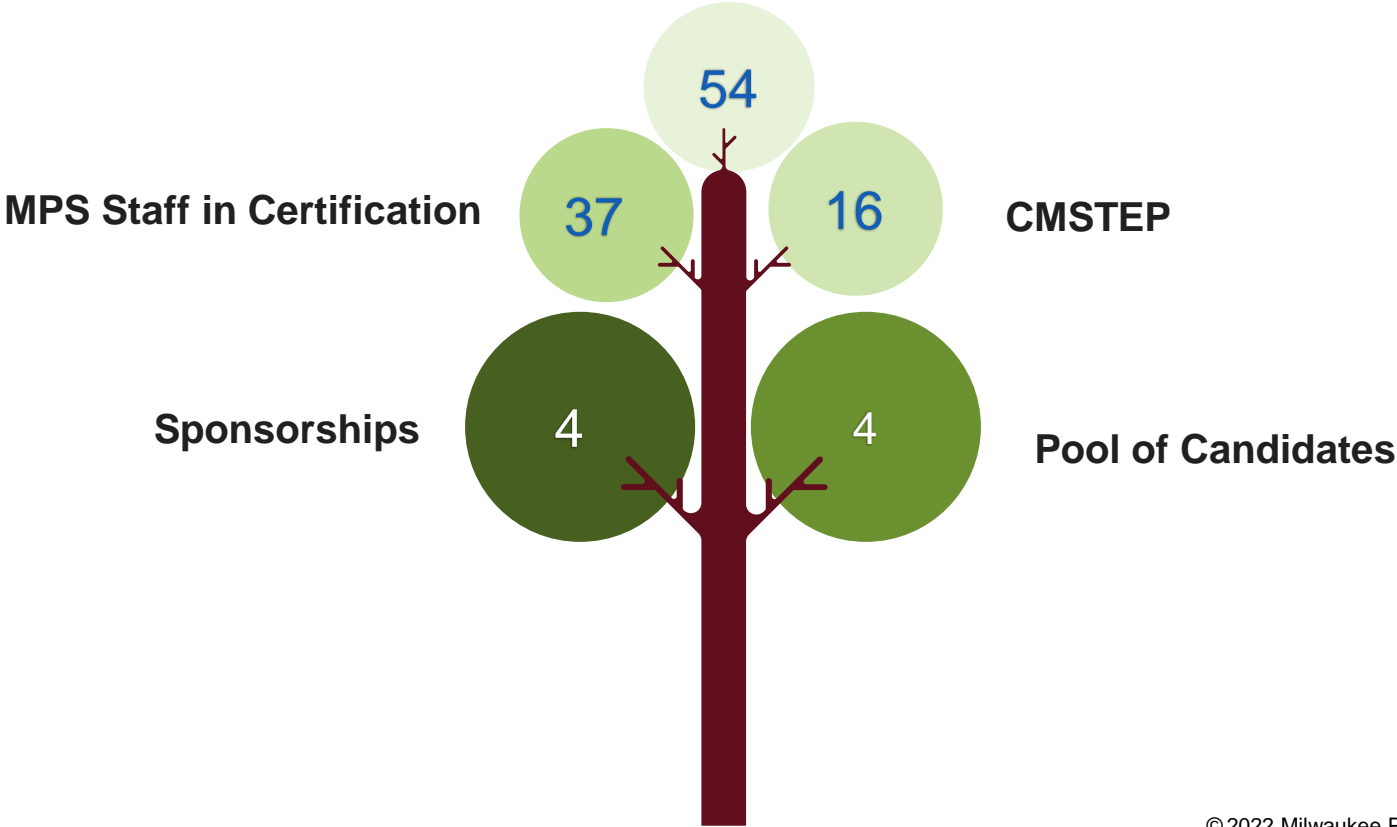 54
MPS Staff in Certification
37
16
CMSTEP
Sponsorships
4
4
Pool of Candidates
© 2022 Milwaukee